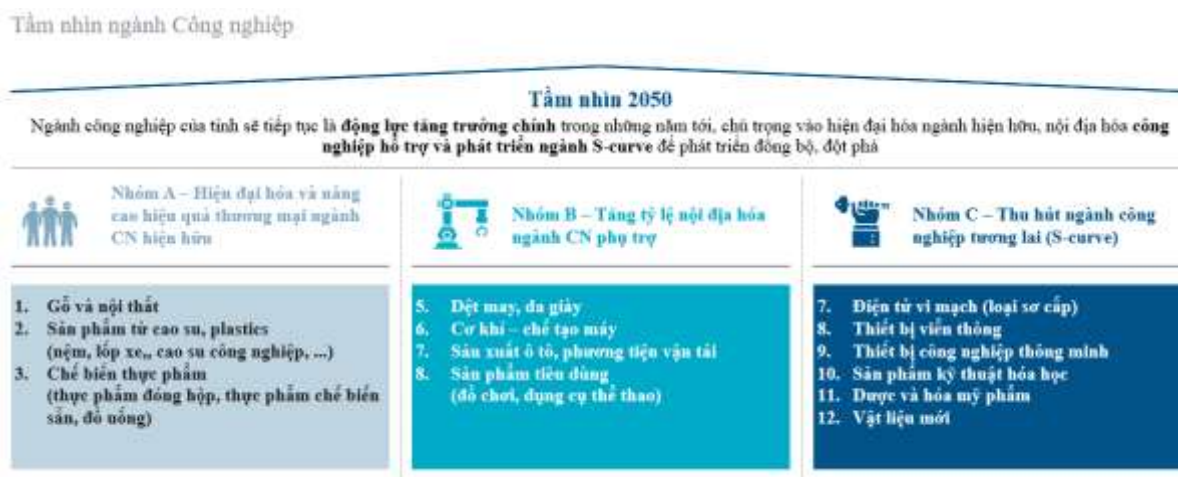 Tầm nhìn ngành Công nghiệp
Tầm nhìn 2050
Ngành công nghiệp của tỉnh sẽ tiếp tục là động lực tăng trưởng chính trong những năm tới, chú trọng vào hiện đại hóa ngành hiện hữu, nội địa hóa công
nghiệp hỗ trợ và phát triển ngành S-curve để phát triển đồng bộ, đột phá
Nhóm A – Hiện đại hóa và nâng
cao hiệu quả thương mại ngành
CN hiện hữu
1. Gỗ và nội thất
2. Sản phẩm từ cao su, plastics
(nệm, lốp xe,, cao su công nghiệp, ...)
3. Chế biến thực phẩm
(thực phẩm đóng hộp, thực phẩm chế biến
sẵn, đồ uống)
Nhóm B – Tăng tỷ lệ nội địa hóa
ngành CN phụ trợ
5. Dệt may, da giày
6. Cơ khí – chế tạo máy
7. Sản xuất ô tô, phương tiện vận tải
8. Sản phẩm tiêu dùng
(đồ chơi, dụng cụ thể thao)
Nhóm C – Thu hút ngành công
nghiệp tương lai (S-curve)
7. Điện tử vi mạch (loại sơ cấp)
8. Thiết bị viễn thông
9. Thiết bị công nghiệp thông minh
10. Sản phẩm kỹ thuật hóa học
11. Dược và hóa mỹ phẩm
12. Vật liệu mới